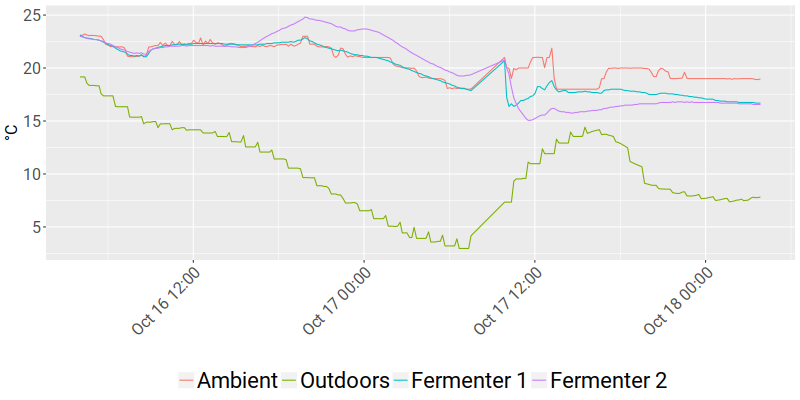 25
20
15
10
5
°C
Oct 16 12:00
Oct 17 00:00
Oct 17 12:00
Oct 18 00:00
Ambient Outdoors Fermenter 1 Fermenter 2